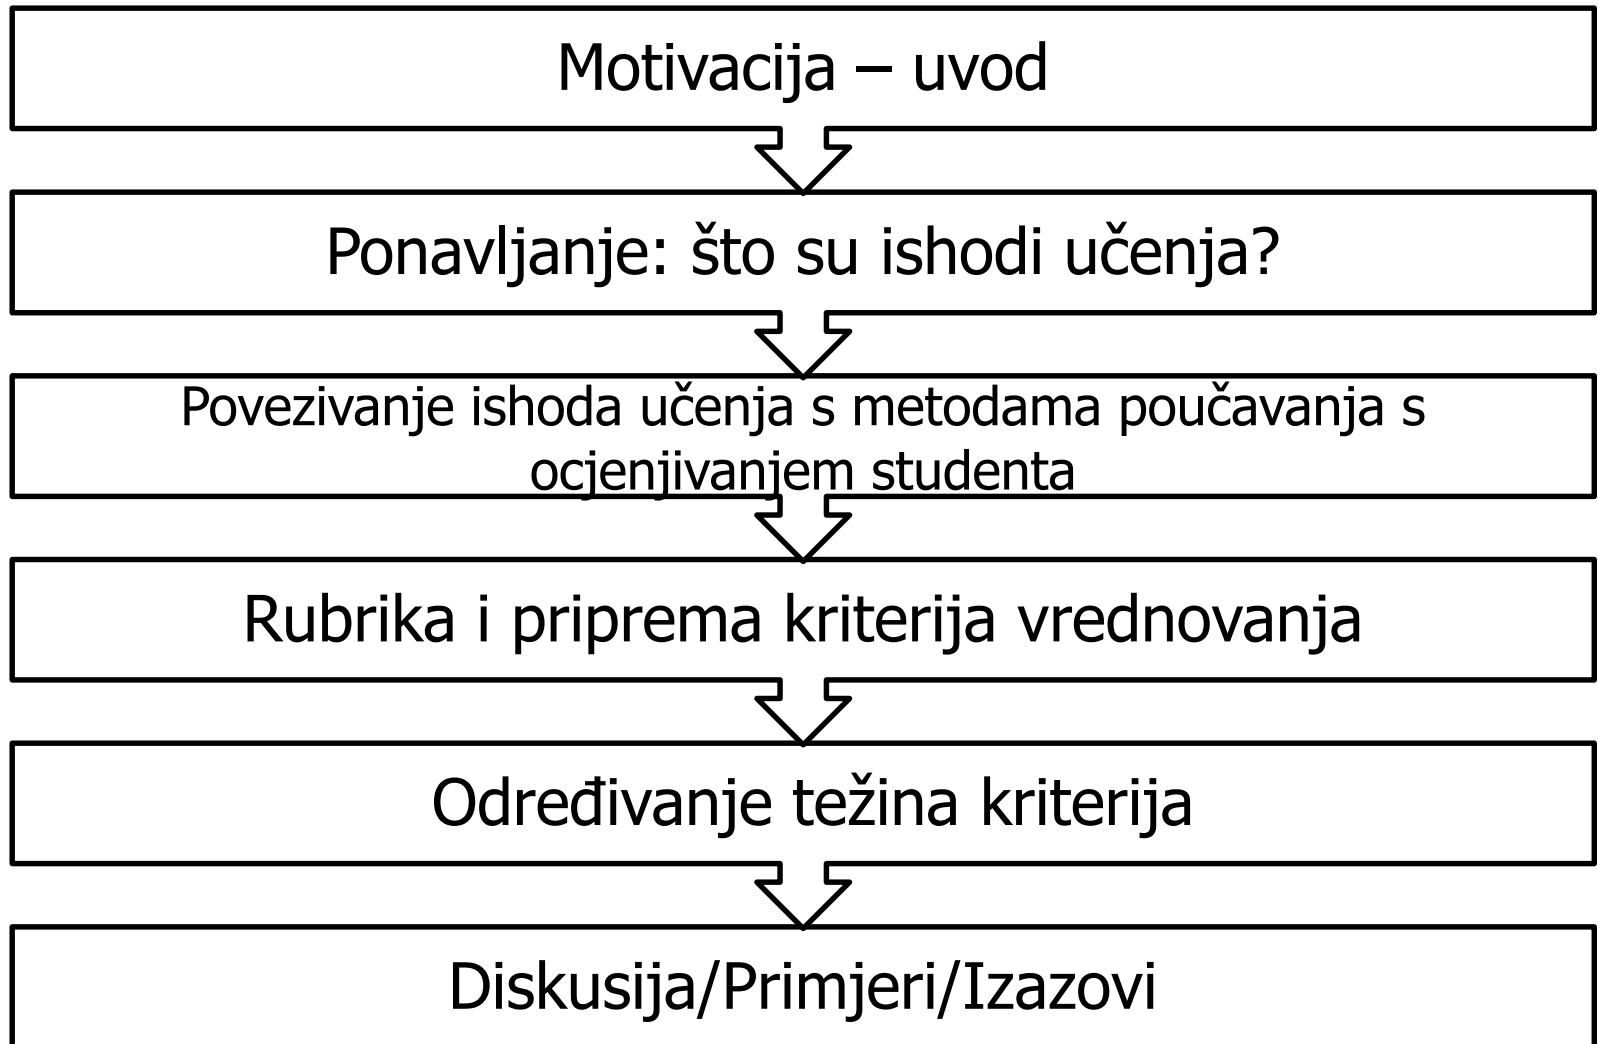 Motivacija – uvod
Ponavljanje: što su ishodi učenja?
Povezivanje ishoda učenja s metodama poučavanja s
ocjenjivanjem studenta
Rubrika i priprema kriterija vrednovanja
Određivanje težina kriterija
Diskusija/Primjeri/Izazovi